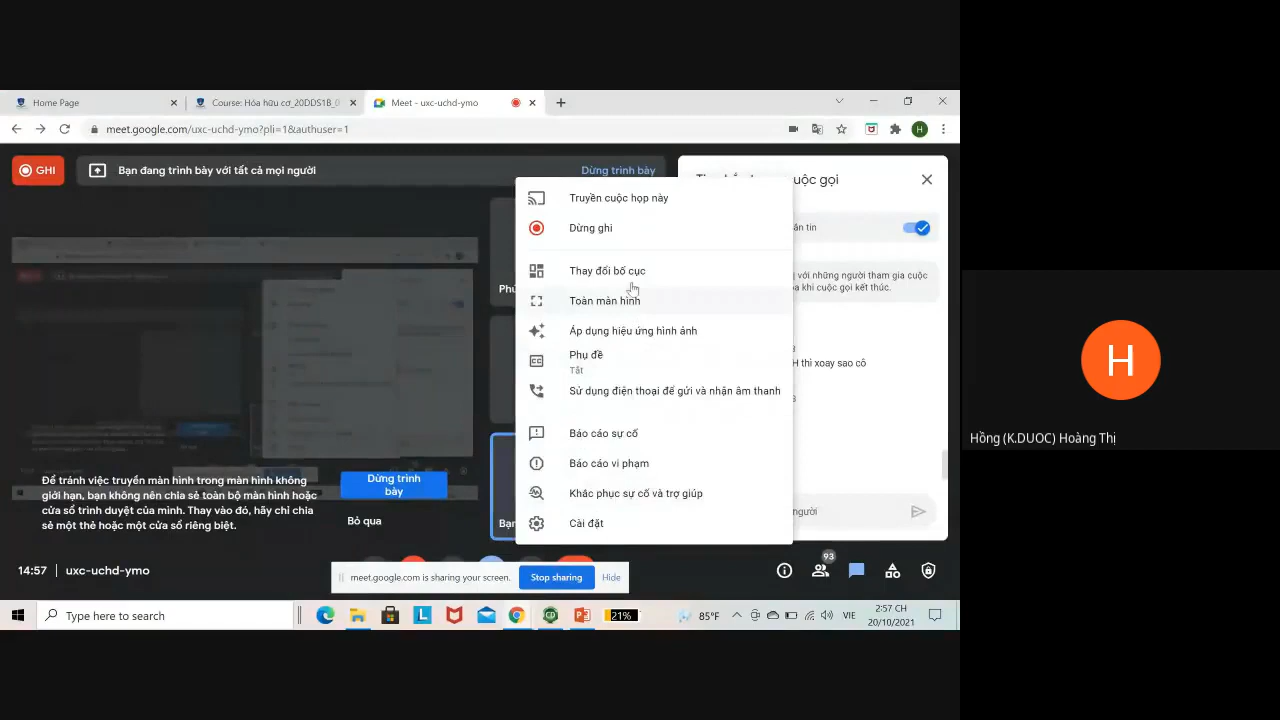 Home Page
Course: Hóa hữu cơ_20DDS1B_0
Meet - uxc-uchd-ymo
meet.google.com/uxc-uchd-ymo?pli=1&authuser=1
H
GHI
Bạn đang trình bày với tất cả mọi người
Dừng trình bày
uộc gọi
Truyền cuộc họp này
Dừng ghi
ắn tin
Thay đổi bố cục
ị với những người tham gia cuộc
a khi cuộc gọi kết thúc.
Phú
Toàn màn hình
Áp dụng hiệu ứng hình ảnh
Phụ đề
Tắt
H thì xoay sao cô
Sử dụng điện thoại để gửi và nhận âm thanh
Báo cáo sự cố
Báo cáo vi phạm
Khắc phục sự cố và trợ giúp
Cài đặt
người
Bạn
Để tránh việc truyền màn hình trong màn hình không
giới hạn, bạn không nên chia sẻ toàn bộ màn hình hoặc
cửa sổ trình duyệt của mình. Thay vào đó, hãy chỉ chia
sẻ một thẻ hoặc một cửa sổ riêng biệt.
Dừng trình
bày
Bỏ qua
14:57 | uxc-uchd-ymo
93
meet.google.com is sharing your screen.
Stop sharing
Hide
Type here to search
21%
85°F
VIE
2:57 CH
20/10/2021
H
Hồng (K.DUOC) Hoàng Thị